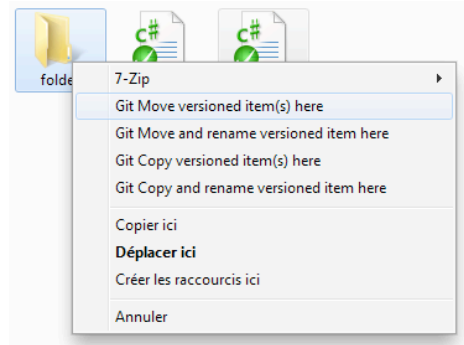 C#
C#
folde
7-Zip
Git Move versioned item(s) here
Git Move and rename versioned item here
Git Copy versioned item(s) here
Git Copy and rename versioned item here
Copier ici
Déplacer ici
Créer les raccourcis ici
Annuler